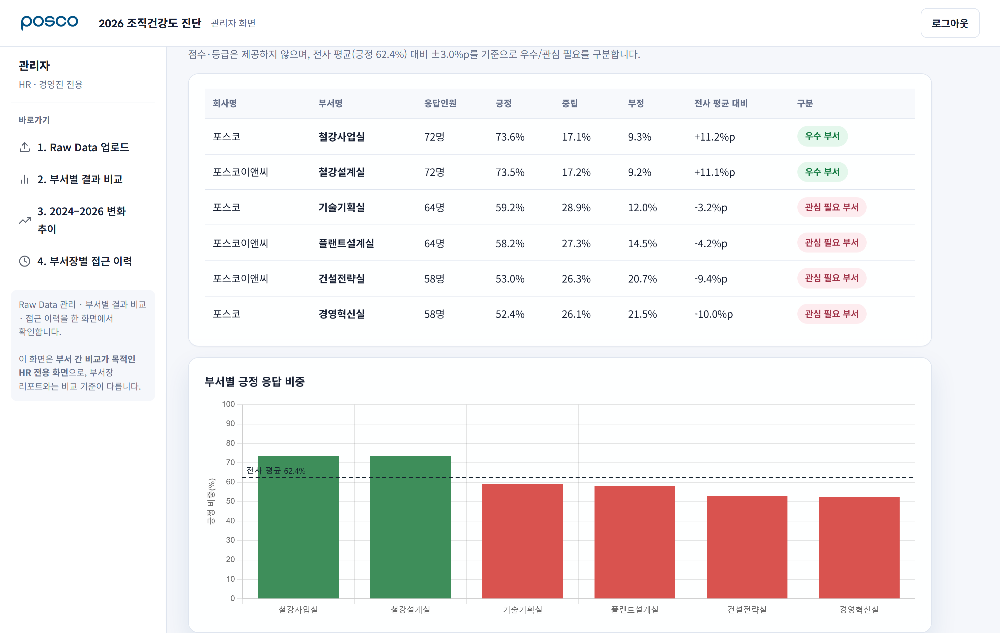 posco
2026 조직건강도 진단 관리자 화면
로그아웃
관리자
HR · 경영진 전용
바로가기
1. Raw Data 업로드
2. 부서별 결과 비교
3. 2024–2026 변화
추이
4. 부서장별 접근 이력
Raw Data 관리 · 부서별 결과 비교
· 접근 이력을 한 화면에서
확인합니다.
이 화면은 부서 간 비교가 목적인
HR 전용 화면으로, 부서장
리포트와는 비교 기준이 다릅니다.
점수·등급은 제공하지 않으며, 전사 평균(긍정 62.4%) 대비 ±3.0%p를 기준으로 우수/관심 필요를 구분합니다.
회사명 부서명 응답인원 긍정 중립 부정 전사 평균 대비 구분
포스코 철강사업실 72명 73.6% 17.1% 9.3% +11.2%p 우수 부서
포스코이앤씨 철강설계실 72명 73.5% 17.2% 9.2% +11.1%p 우수 부서
포스코 기술기획실 64명 59.2% 28.9% 12.0% -3.2%p 관심 필요 부서
포스코이앤씨 플랜트설계실 64명 58.2% 27.3% 14.5% -4.2%p 관심 필요 부서
포스코이앤씨 건설전략실 58명 53.0% 26.3% 20.7% -9.4%p 관심 필요 부서
포스코 경영혁신실 58명 52.4% 26.1% 21.5% -10.0%p 관심 필요 부서
부서별 긍정 응답 비중
긍정 비중(%)
100
90
80
70
60
50
40
30
20
10
0
전사 평균 62.4%
철강사업실 철강설계실 기술기획실 플랜트설계실 건설전략실 경영혁신실